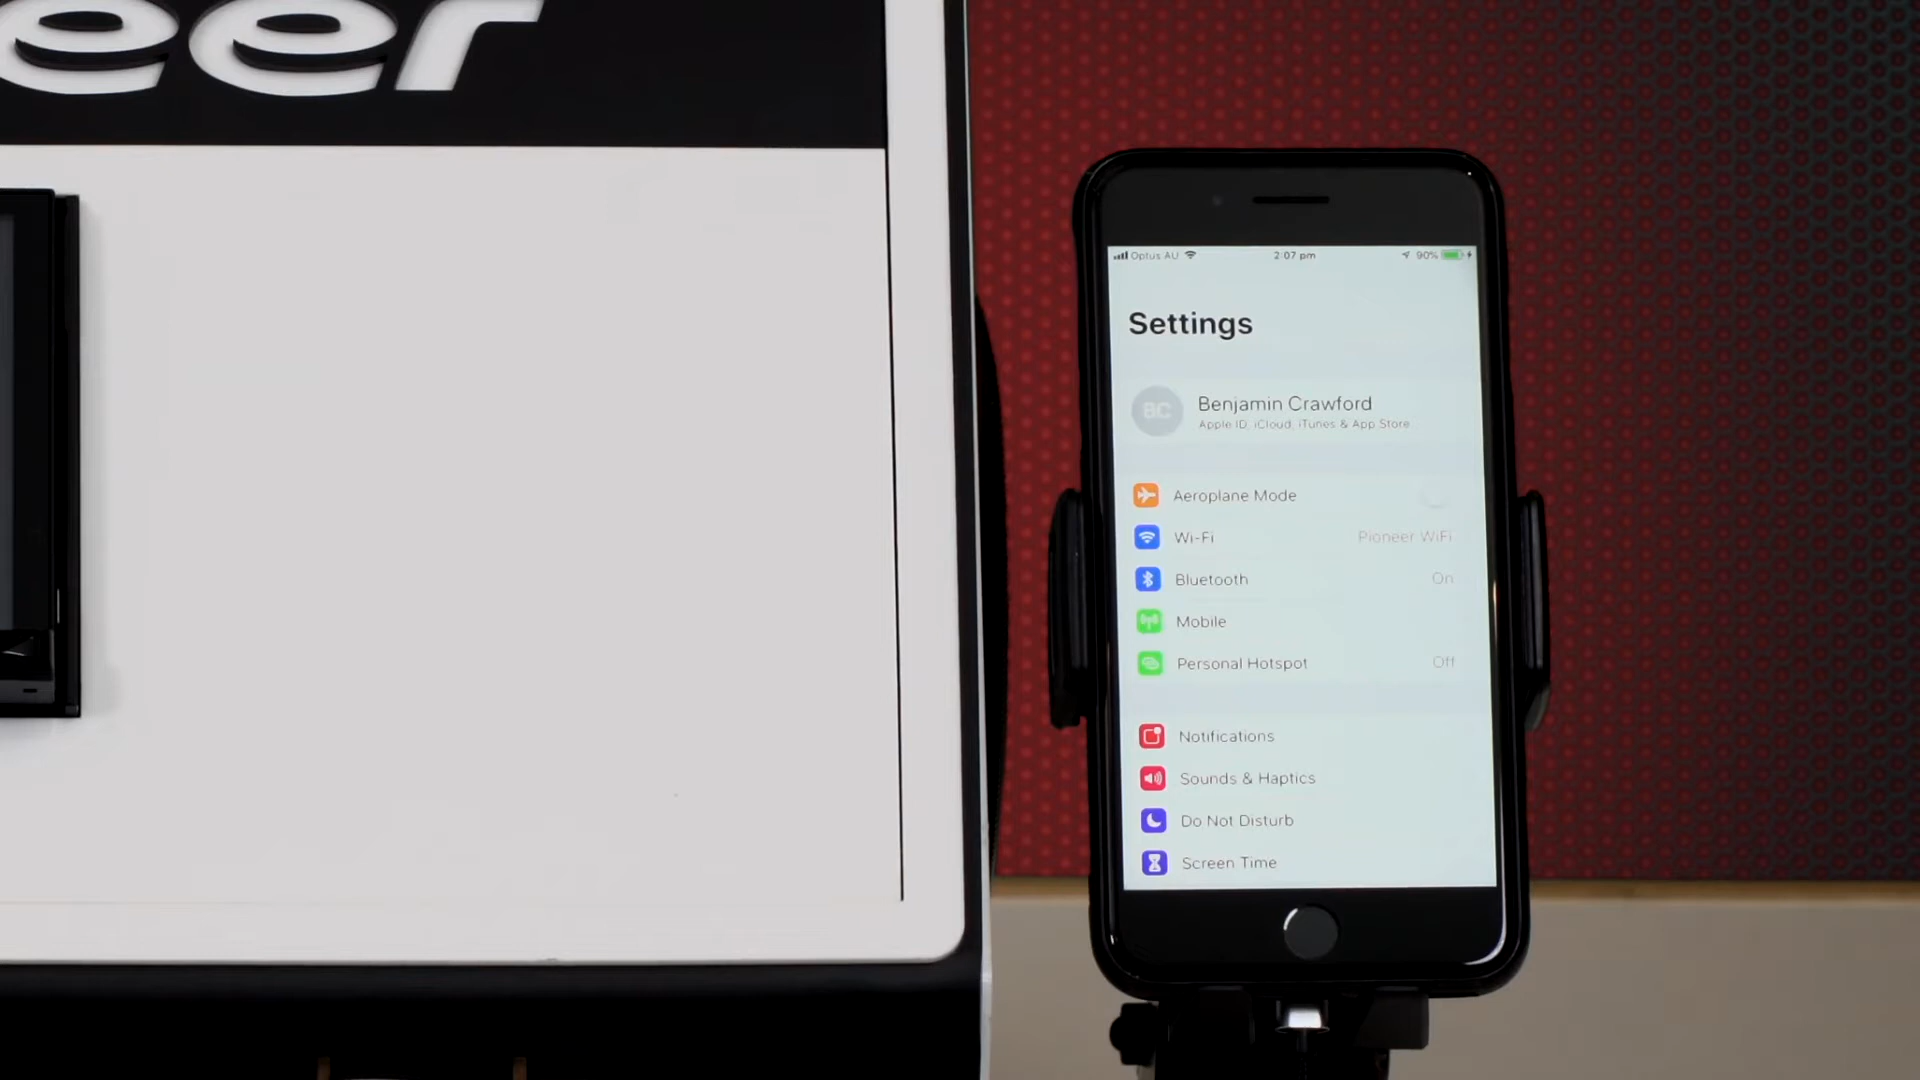 eer
Optus AU
2:07 pm
90%
Settings
BC
Benjamin Crawford
Apple ID, iCloud, iTunes & App Store
Aeroplane Mode
Wi-Fi
Pioneer WiFi
Bluetooth
On
Mobile
Personal Hotspot
Off
Notifications
Sounds & Haptics
Do Not Disturb
Screen Time